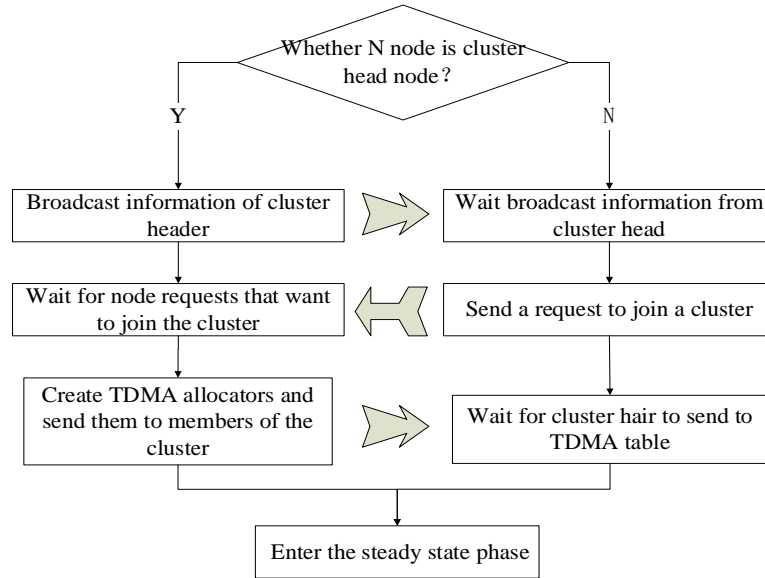 Whether N node is cluster
head node？
Y
N
Broadcast information of cluster
header
Wait broadcast information from
cluster head
Wait for node requests that want
to join the cluster
Send a request to join a cluster
Create TDMA allocators and
send them to members of the
cluster
Wait for cluster hair to send to
TDMA table
Enter the steady state phase